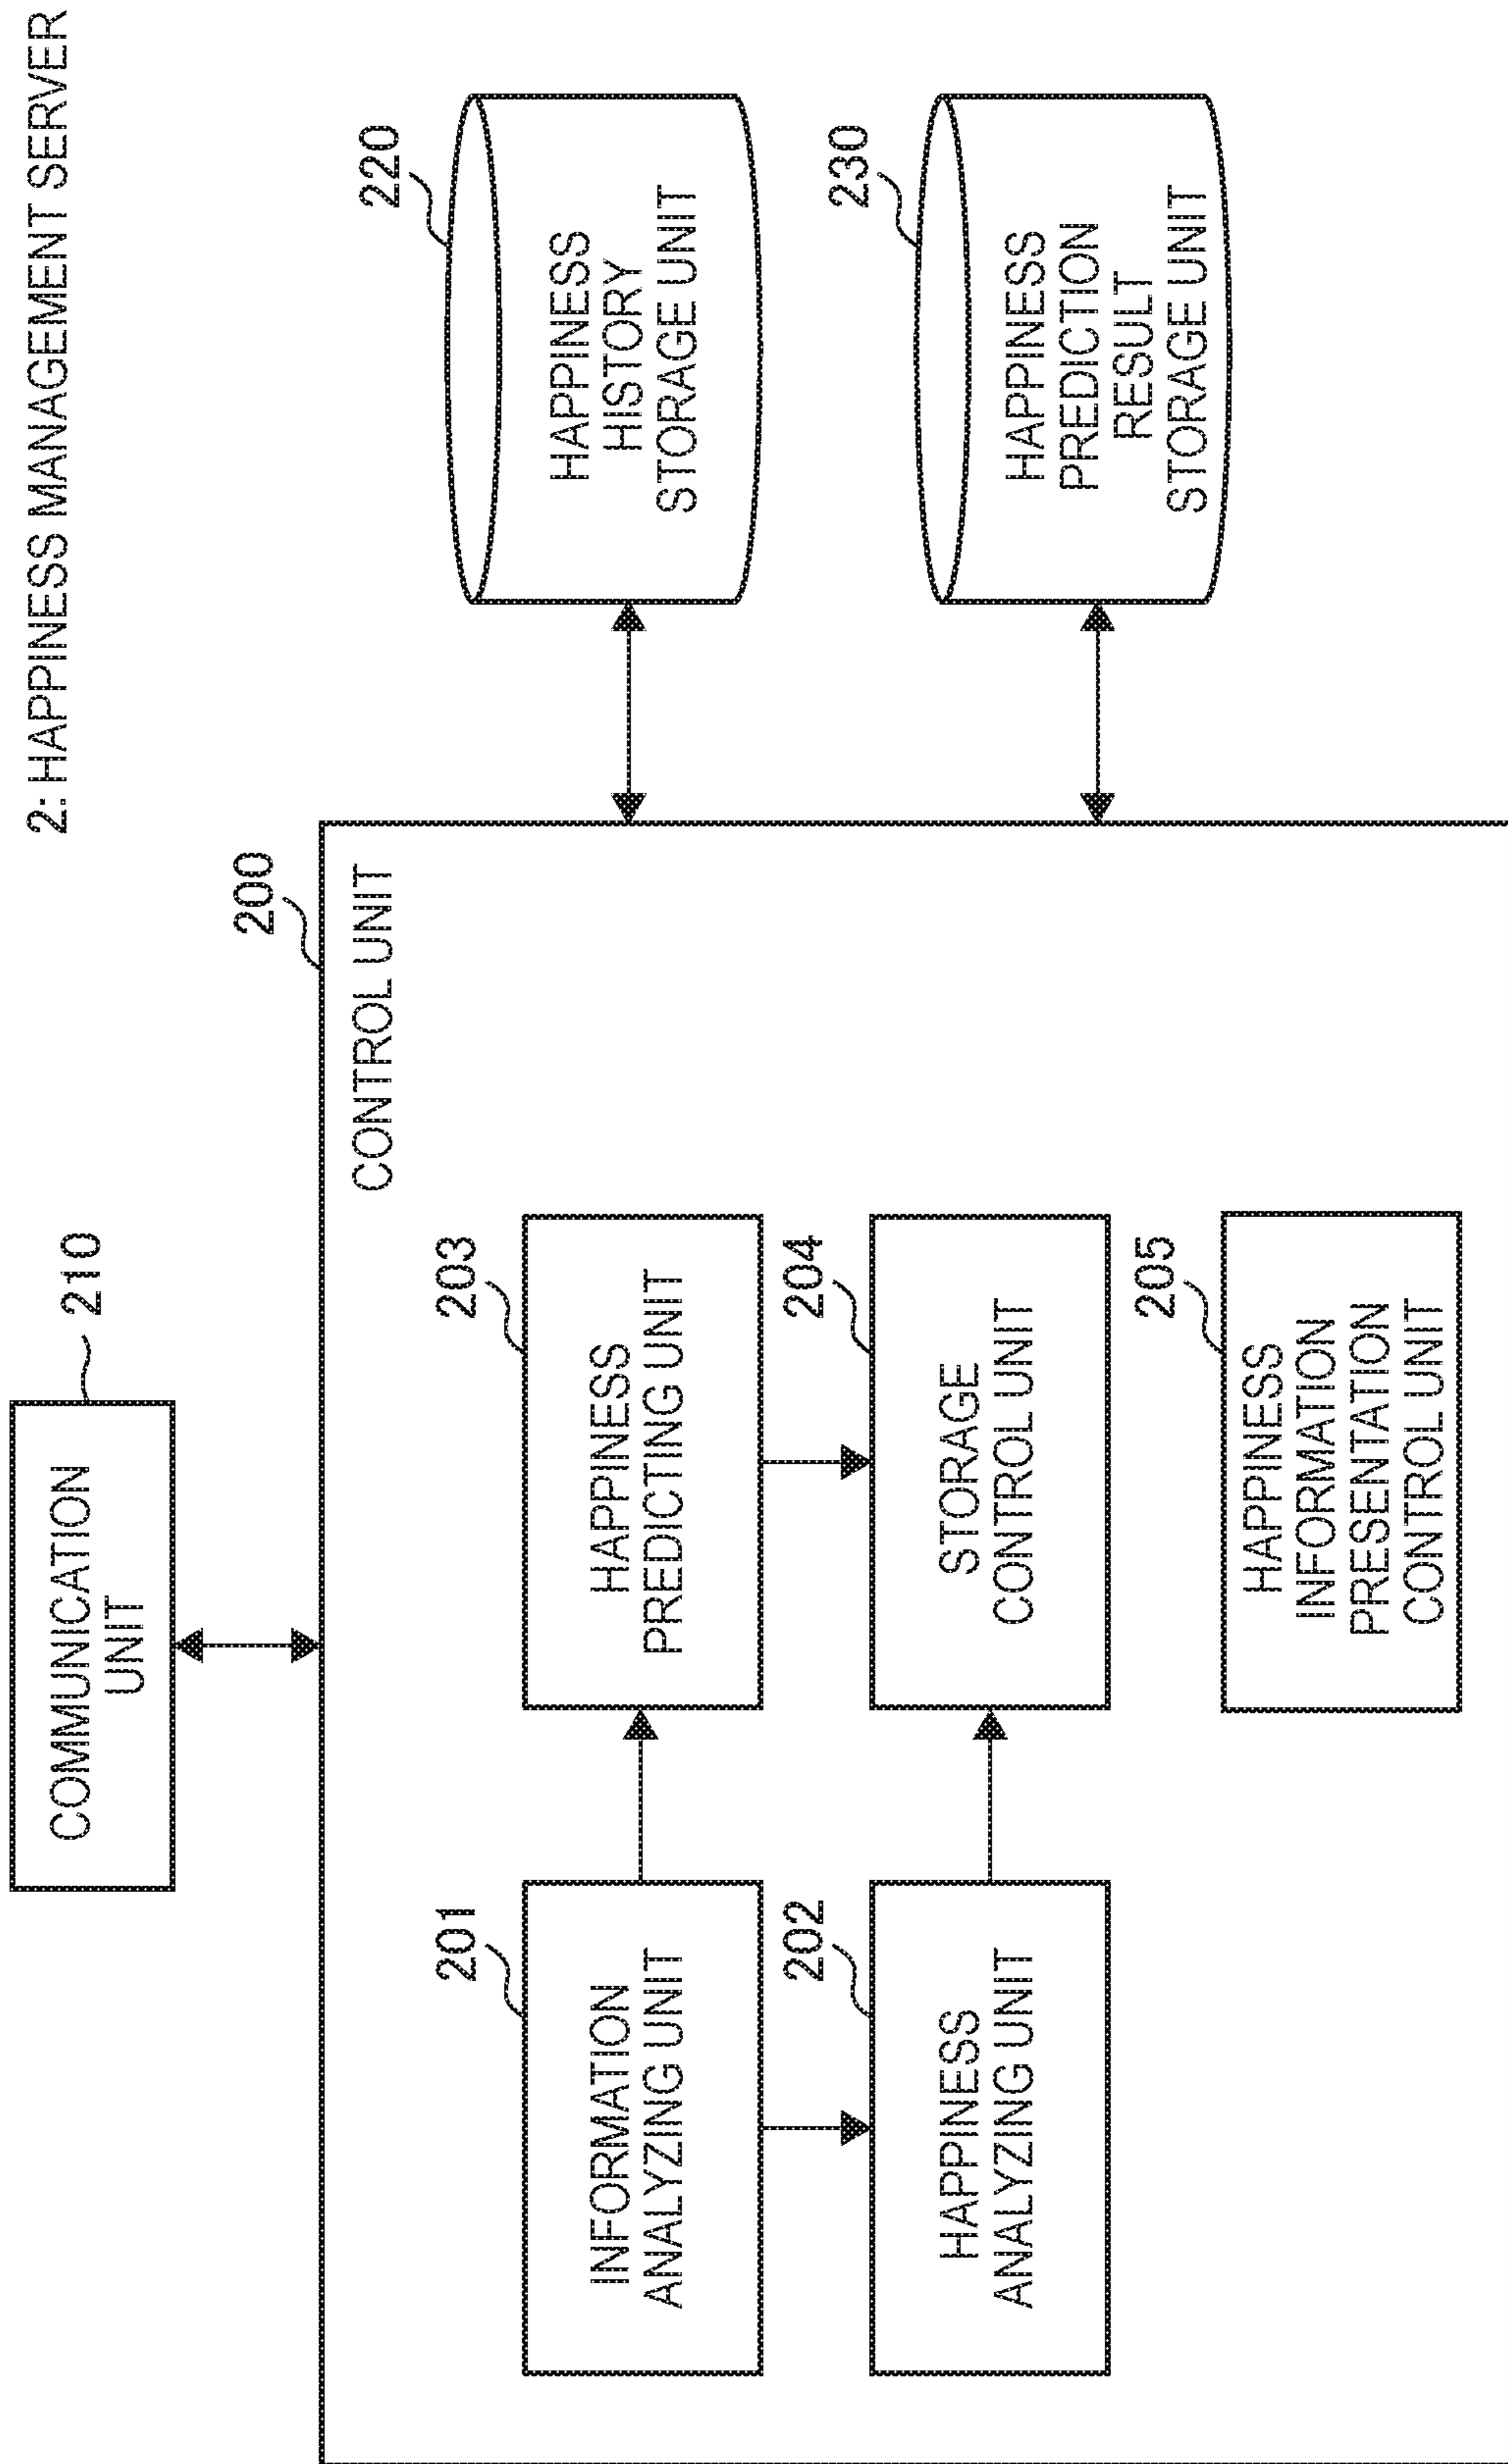 2: HAPPINESS MANAGEMENT SERVER
210
COMMUNICATION
UNIT
200
CONTROL UNIT
201
INFORMATION
ANALYZING UNIT
203
HAPPINESS
PREDICTING UNIT
220
HAPPINESS
HISTORY
STORAGE UNIT
202
HAPPINESS
ANALYZING UNIT
204
STORAGE
CONTROL UNIT
230
HAPPINESS
PREDICTION
RESULT
STORAGE UNIT
205
HAPPINESS
INFORMATION
PRESENTATION
CONTROL UNIT